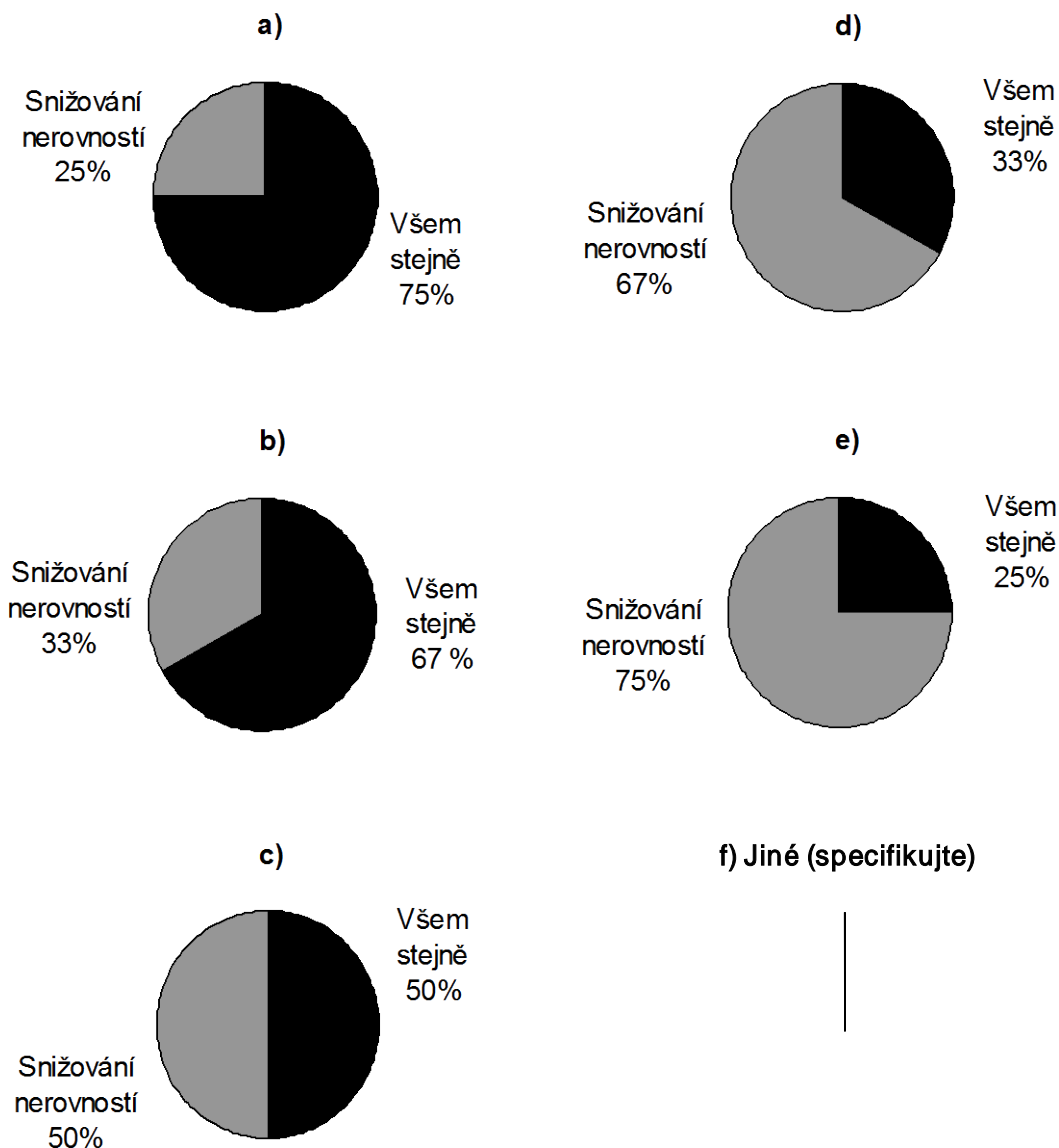 a)
Snižování
nerovností
25%
Všem
stejně
75%
b)
Snižování
nerovností
33%
Všem
stejně
67 %
c)
Všem
stejně
50%
Snižování
nerovností
50%
d)
Všem
stejně
33%
Snižování
nerovností
67%
e)
Všem
stejně
25%
Snižování
nerovností
75%
f) Jiné (specifikujte)